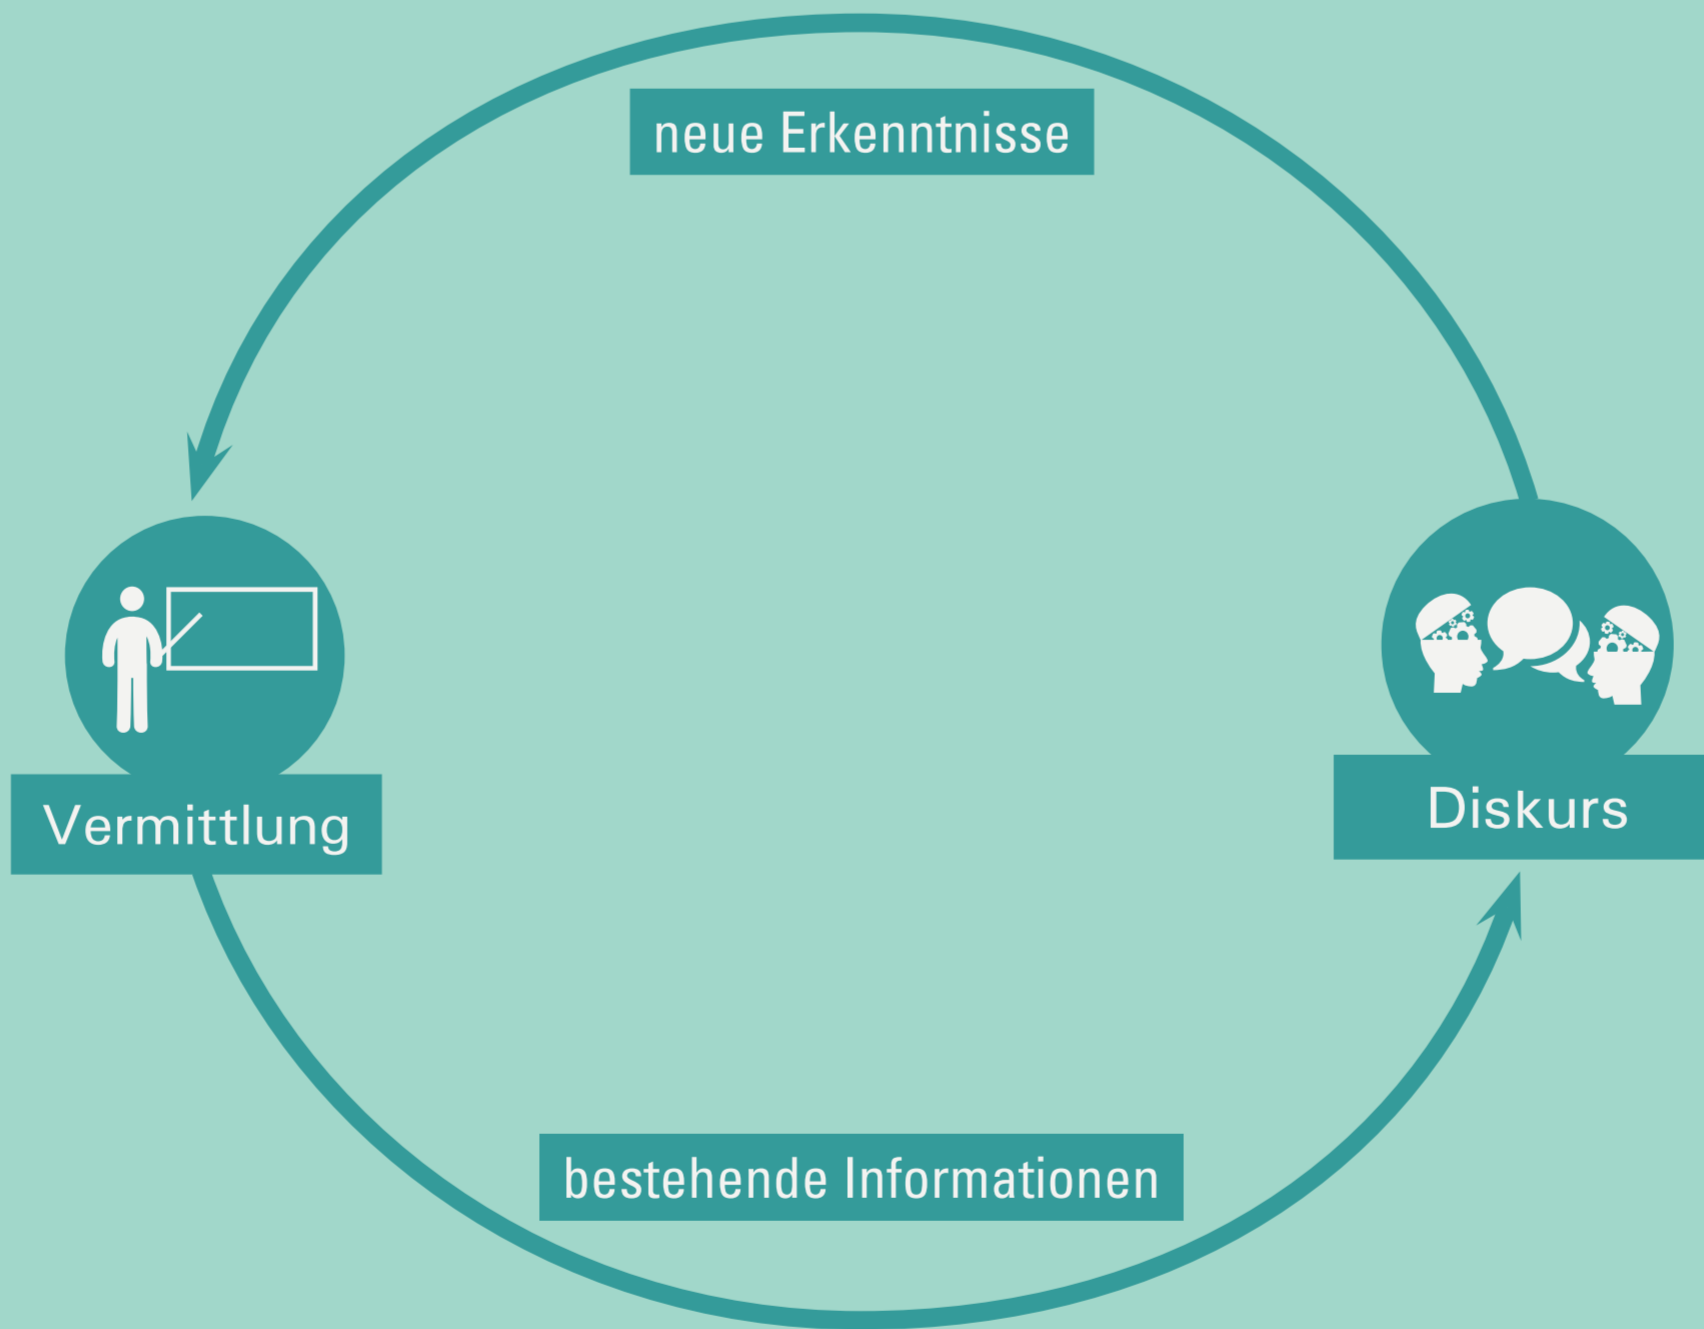 neue Erkenntnisse
Vermittlung
Diskurs
bestehende Informationen